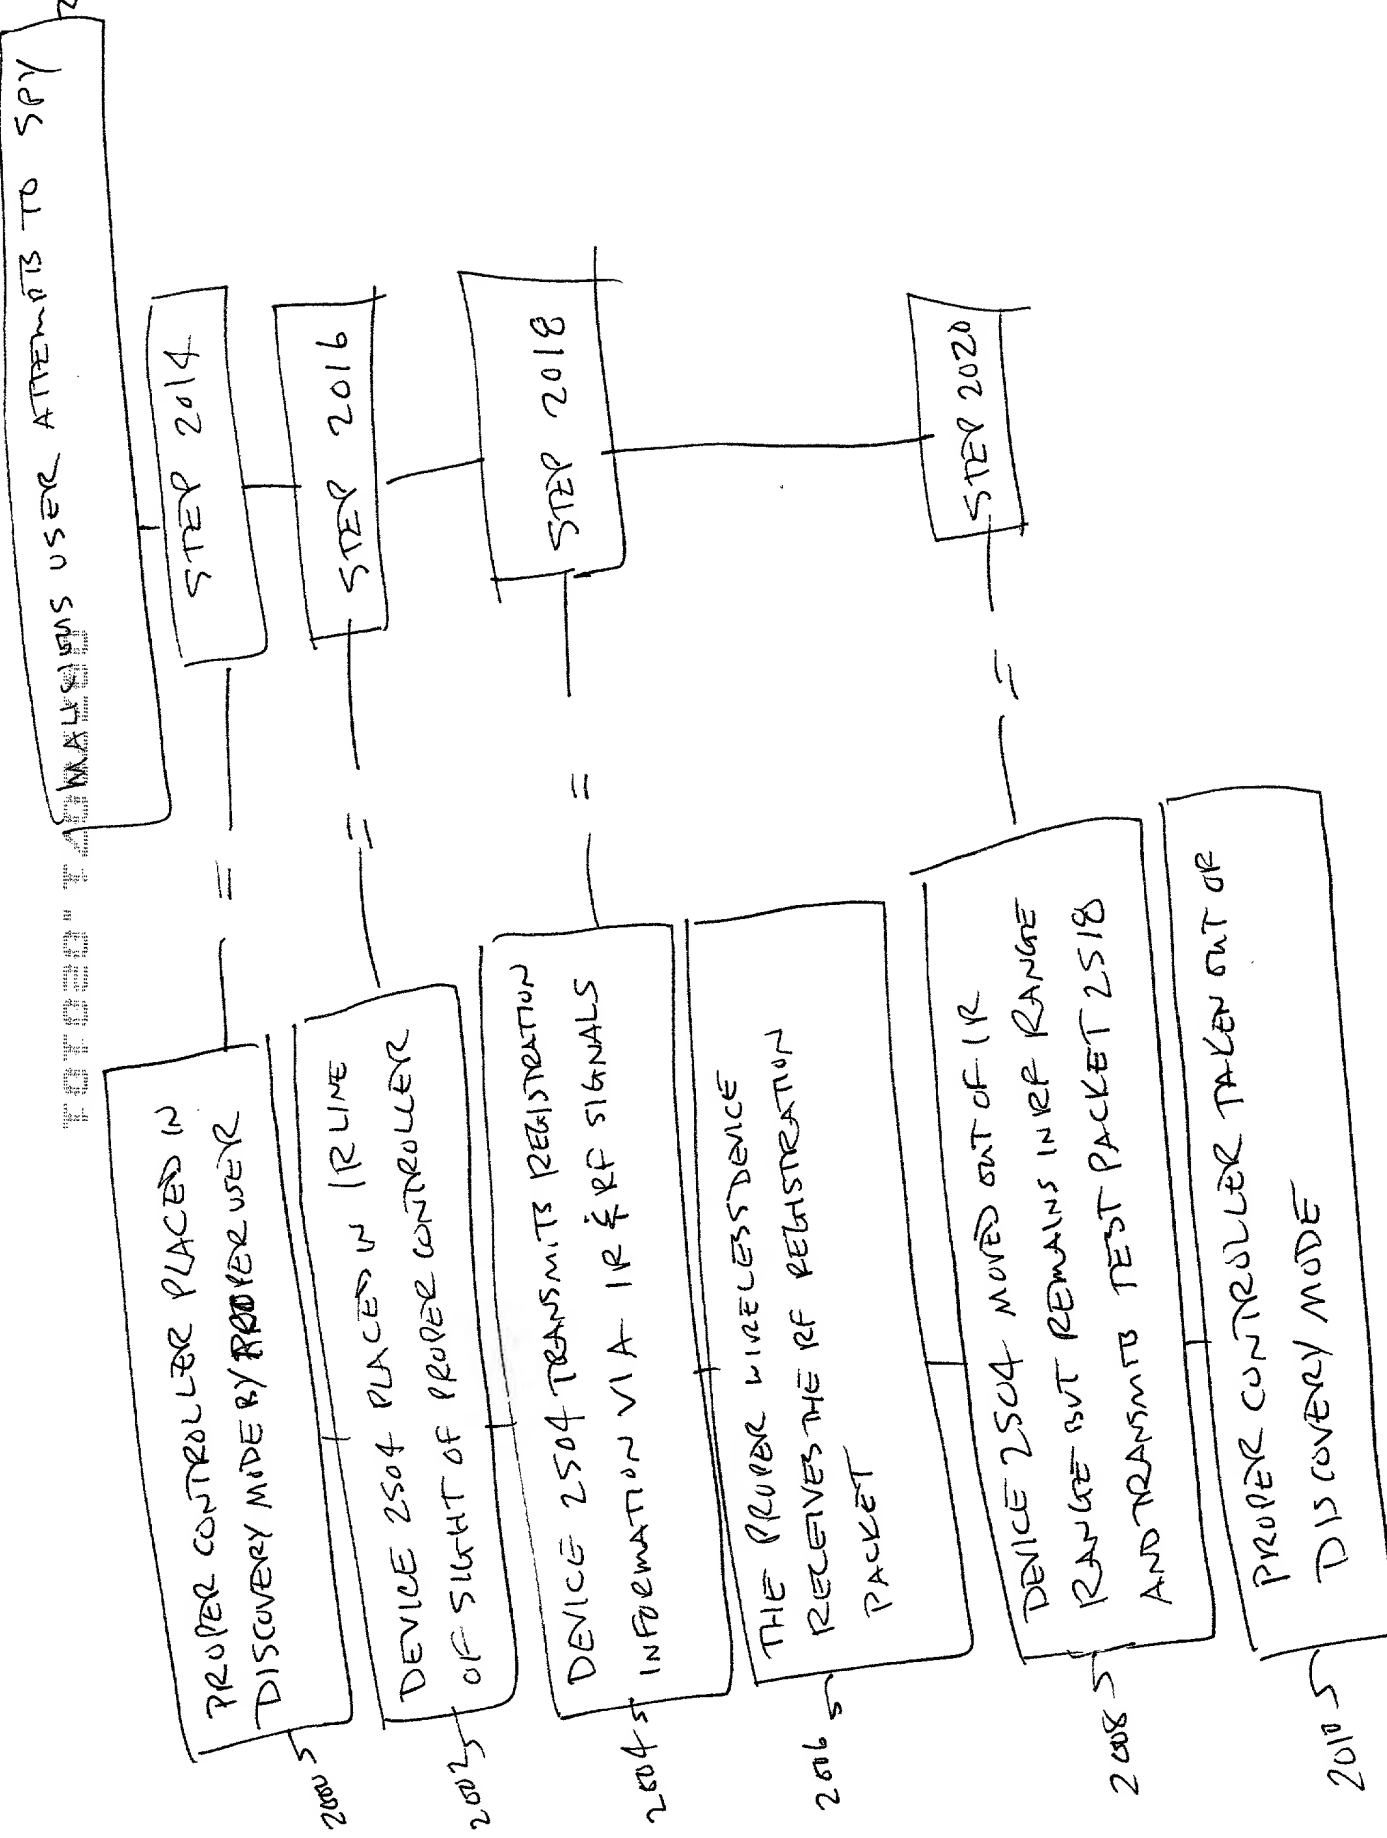 MALICIOUS USER ATTEMPTS TO SPY
STEP 2014
STEP 2016
STEP 2018
STEP 2020
PROPER CONTROLLER PLACED IN
DISCOVERY MODE BY PROPER USER
2000
DEVICE 2504 PLACED IN IR LINE
OF SIGHT OF PROPER CONTROLLER
2002
DEVICE 2504 TRANSMITS REGISTRATION
INFORMATION VIA IR & RF SIGNALS
2004
THE PROPER WIRELESS DEVICE
RECEIVES THE RF REGISTRATION
PACKET
2006
DEVICE 2504 MOVED OUT OF IR
RANGE BUT REMAINS IN RF RANGE
AND TRANSMITS TEST PACKET 2518
2008
PROPER CONTROLLER TAKEN OUT OR
DISCOVERY MODE
2010